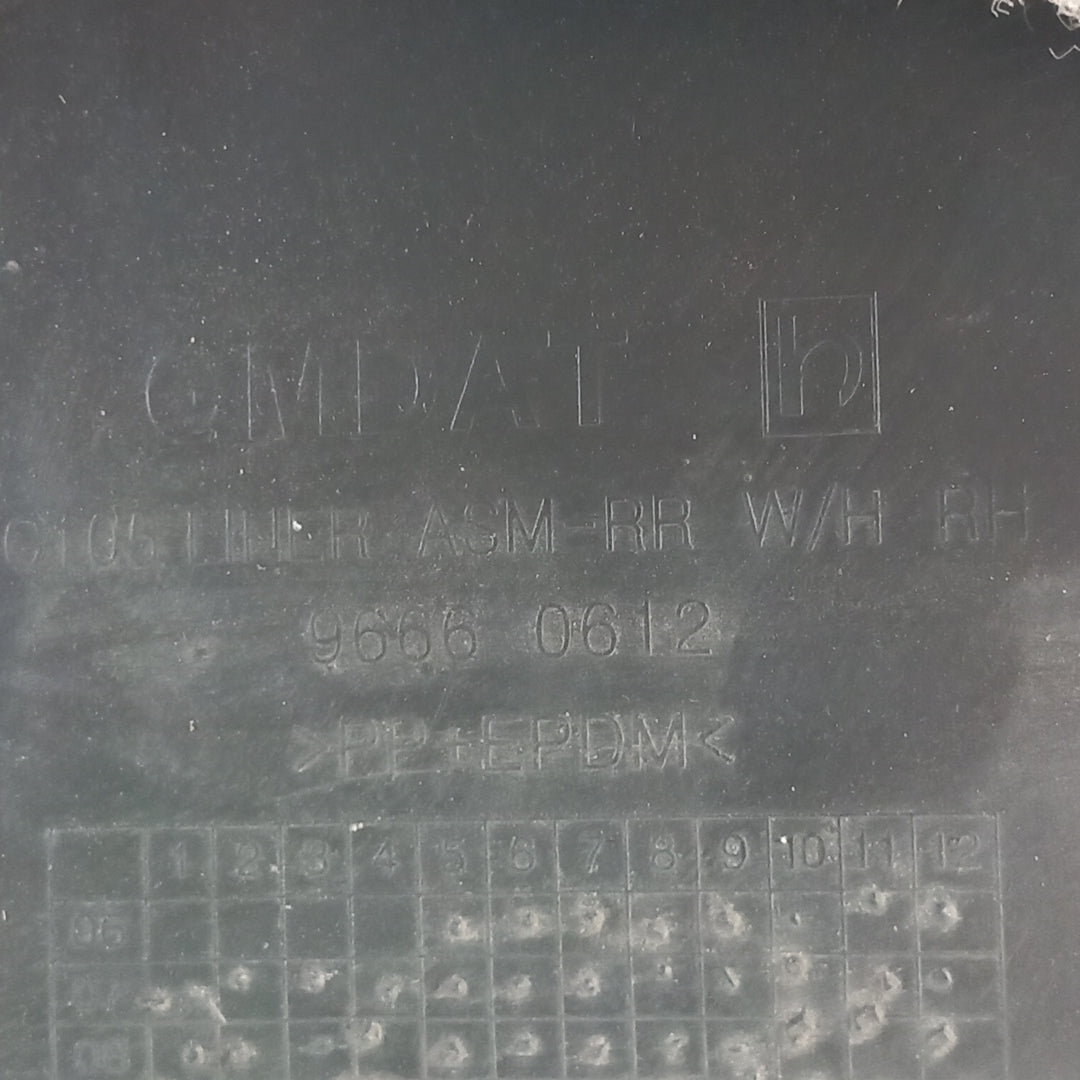 GMDAT h
C105 LINER ASM-RR W/H RH
9666 0612
>PP+EPDM<
1 2 3 4 5 6 7 8 9 10 11 12
06
07
08